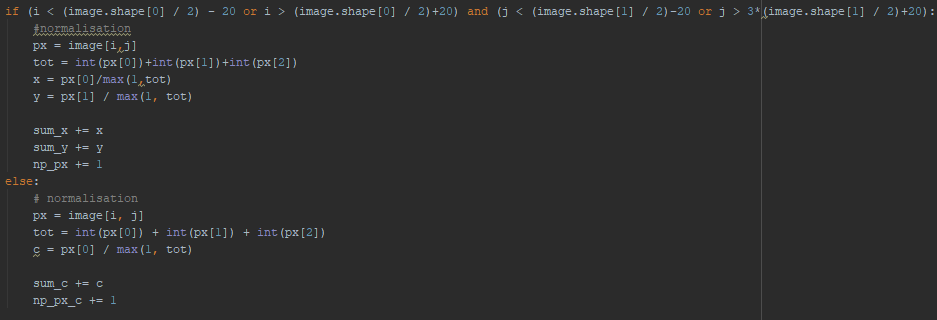 if (i < (image.shape[0] / 2) - 20 or i > (image.shape[0] / 2)+20) and (j < (image.shape[1] / 2)-20 or j > 3*(image.shape[1] / 2)+20):
    #normalisation
    px = image[i,j]
    tot = int(px[0])+int(px[1])+int(px[2])
    x = px[0]/max(1,tot)
    y = px[1] / max(1, tot)

    sum_x += x
    sum_y += y
    np_px += 1
else:
    # normalisation
    px = image[i, j]
    tot = int(px[0]) + int(px[1]) + int(px[2])
    c = px[0] / max(1, tot)

    sum_c += c
    np_px_c += 1